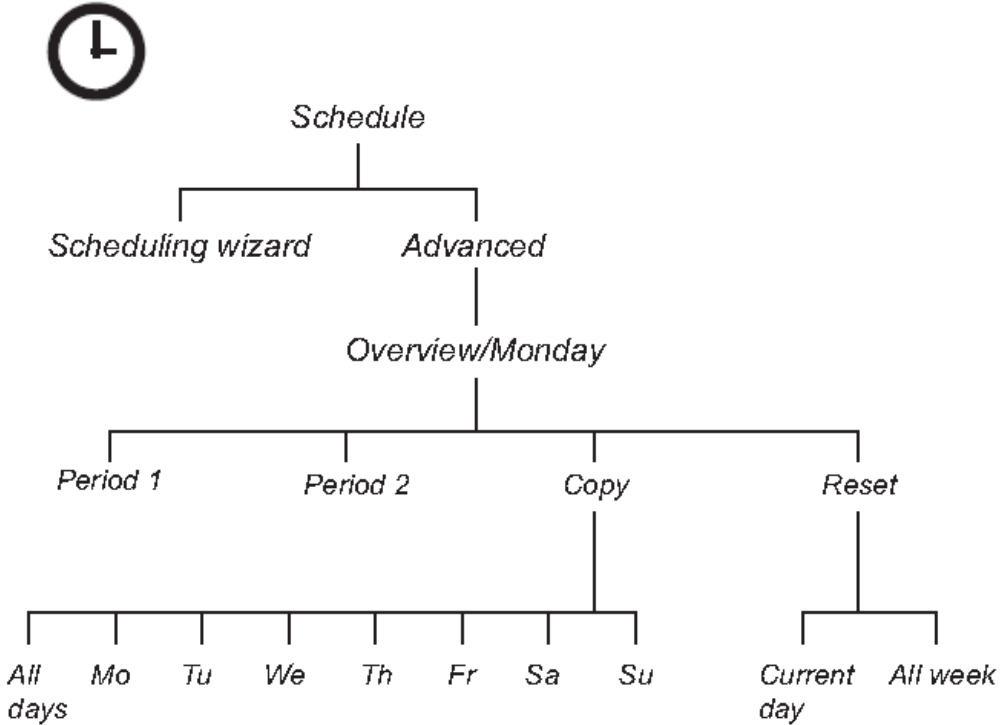 Schedule
Scheduling wizard Advanced
Overview/Monday
Period 1 Period 2 Copy Reset
All days Mo Tu We Th Fr Sa Su Current day All week